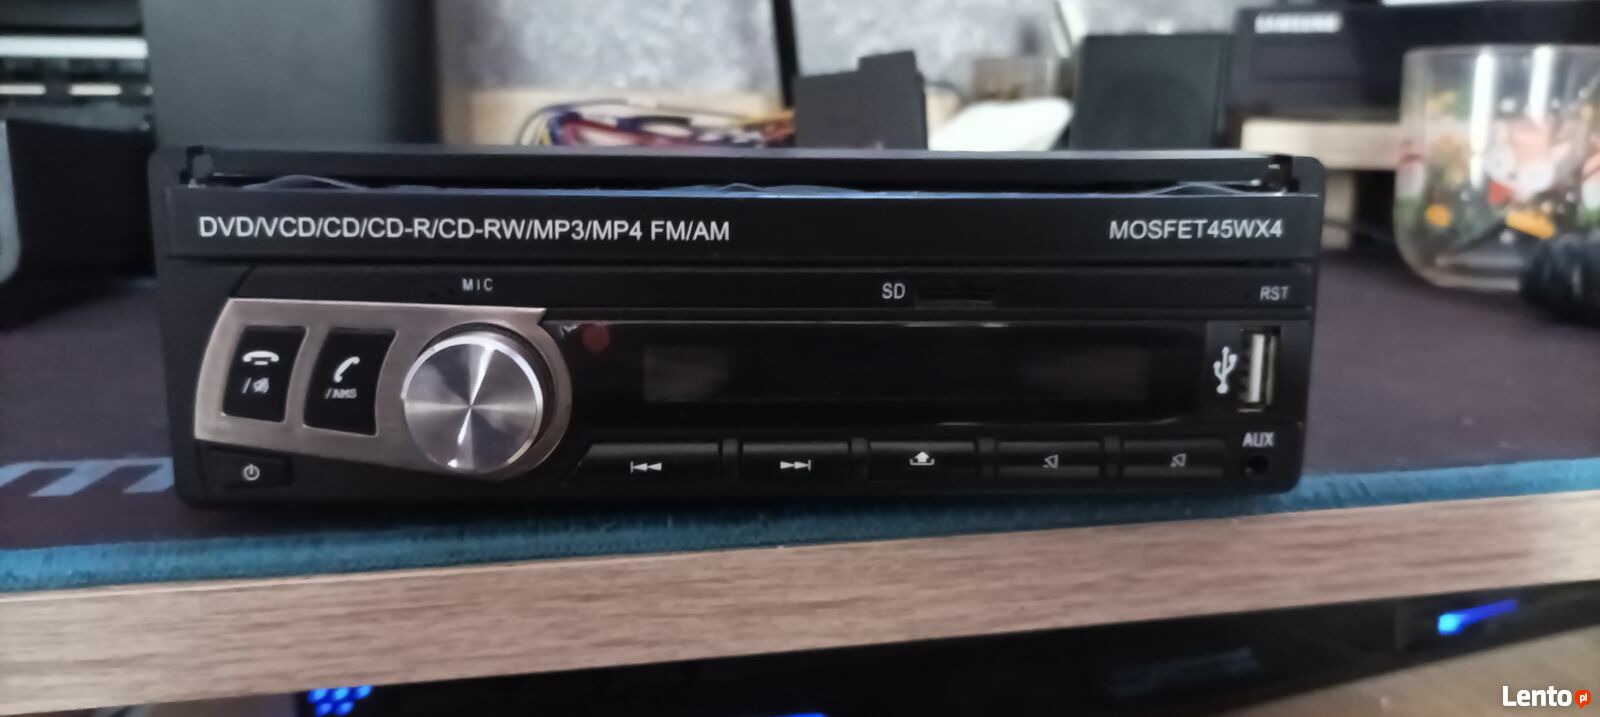 SAMSUNG
DVD/VCD/CD/CD-R/CD-RW/MP3/MP4 FM/AM
MOSFET45WX4
MIC
SD
RST
/AMS
AUX
Lento.pl